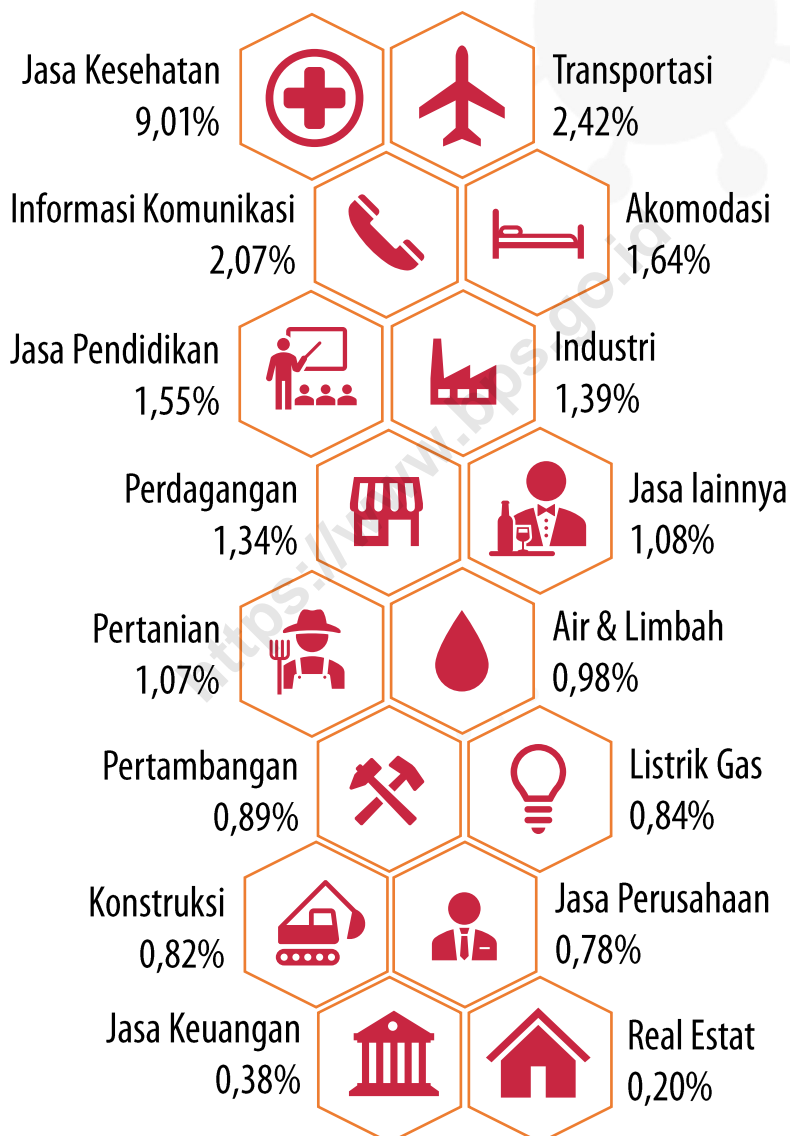 Jasa Kesehatan
9,01%
Transportasi
2,42%
Informasi Komunikasi
2,07%
Akomodasi
1,64%
Jasa Pendidikan
1,55%
Industri
1,39%
Perdagangan
1,34%
Jasa lainnya
1,08%
Pertanian
1,07%
Air & Limbah
0,98%
Pertambangan
0,89%
Listrik Gas
0,84%
Konstruksi
0,82%
Jasa Perusahaan
0,78%
Jasa Keuangan
0,38%
Real Estat
0,20%
https://www.bps.go.id